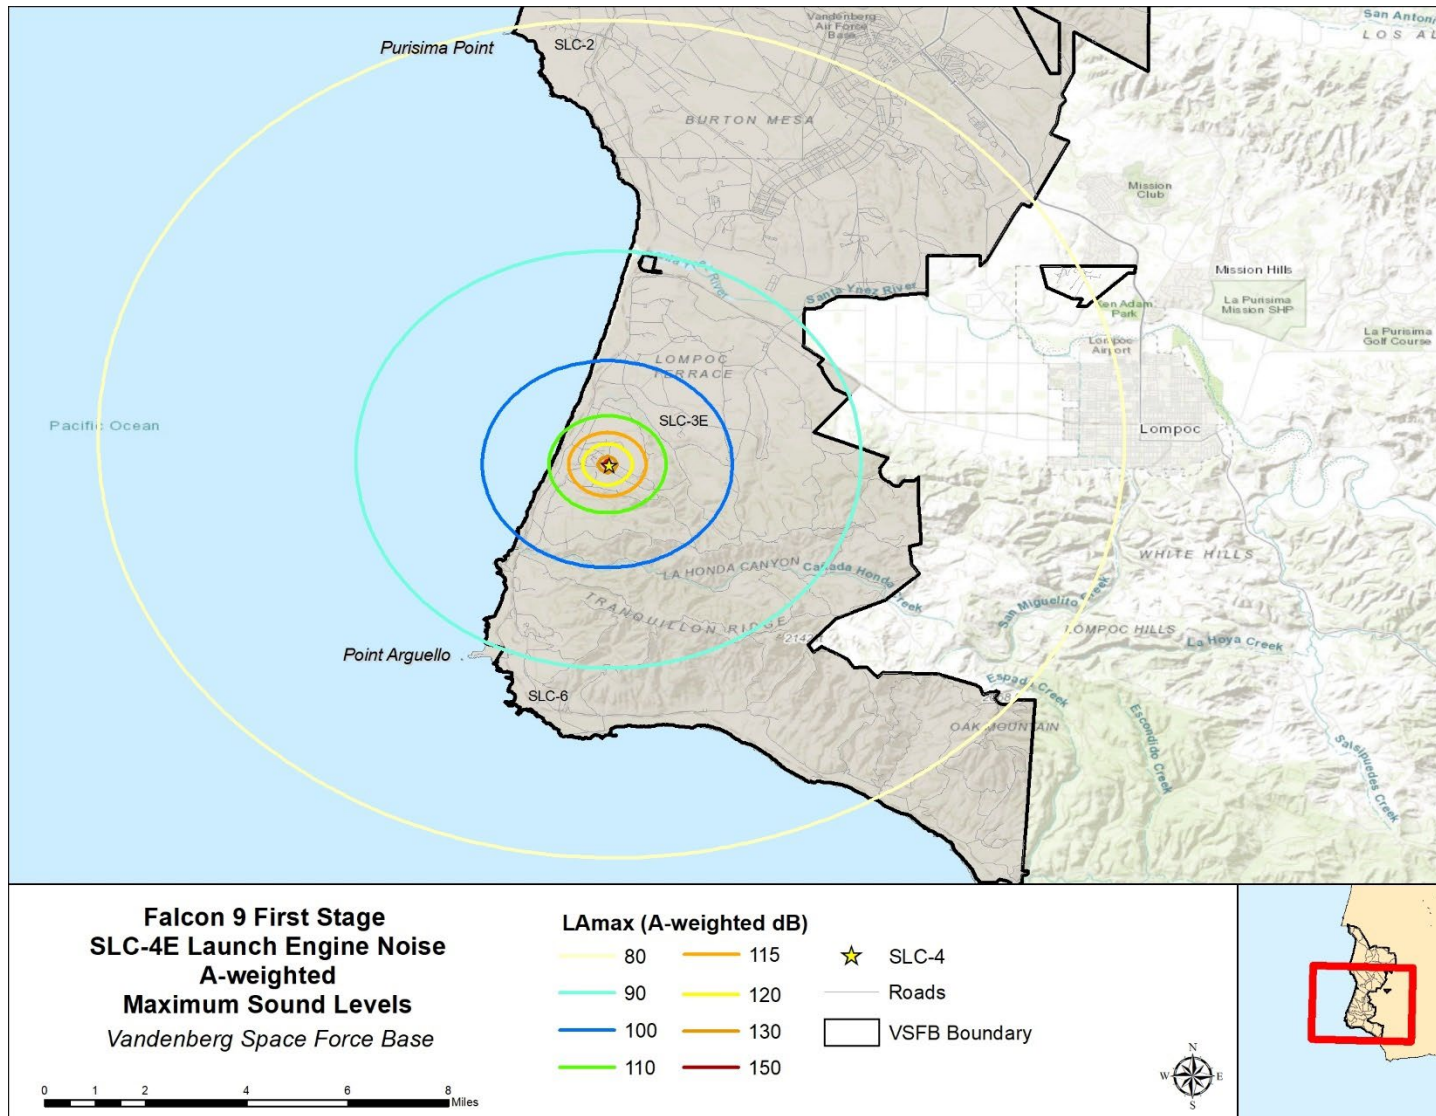 Purisima Point
SLC-2
Vandenberg
Air Force
Base
San Antoni
LOS AL
BURTON MESA
Mission
Club
Mission Hills
La Purisima
Mission SHP
La Purisima
Golf Course
Ken Adam
Park
Santa Ynez River
River
Lompoc
Airport
LOMPOC
TERRACE
SLC-3E
Pacific Ocean
Lompoc
LA HONDA CANYON
Cañada Honda Creek
WHITE HILLS
San Miguelito Creek
TRANQUILLON RIDGE
2142
LOMPOC HILLS
La Hoya Creek
Point Arguello
SLC-6
Espada Creek
OAK MOUNTAIN
Escondido Creek
Salsipuedes Creek
Falcon 9 First Stage
SLC-4E Launch Engine Noise
A-weighted
Maximum Sound Levels
Vandenberg Space Force Base
0 1 2 4 6 8
Miles
LAmax (A-weighted dB)
80 115
90 120
100 130
110 150
SLC-4
Roads
VSFB Boundary
N
W E
S